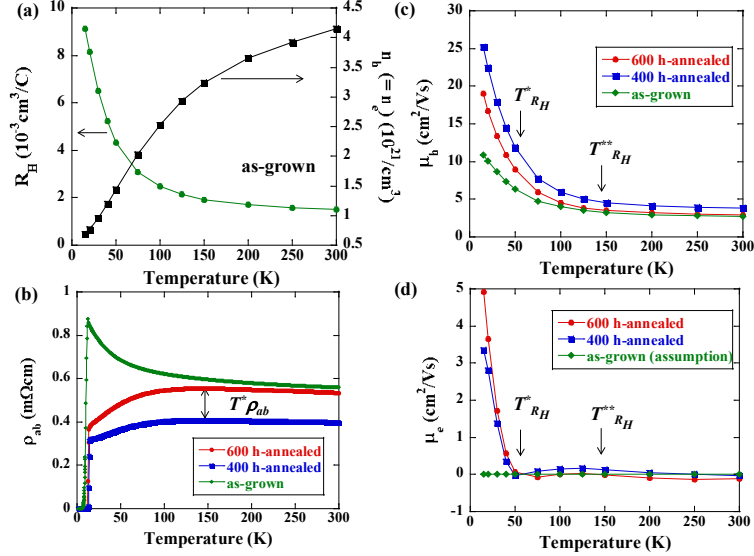 (a)
R_H (10^-3 cm^3/C)
10
8
6
4
2
0
as-grown
n_h (= n_e) (10^21/cm^3)
4.5
4
3.5
3
2.5
2
1.5
1
0.5
0 50 100 150 200 250 300
Temperature (K)
(b)
ρ_ab (mΩcm)
1
0.8
0.6
0.4
0.2
0
T^*ρ_ab
600 h-annealed
400 h-annealed
as-grown
0 50 100 150 200 250 300
Temperature (K)
(c)
μ_h (cm^2/Vs)
30
25
20
15
10
5
0
600 h-annealed
400 h-annealed
as-grown
T^*_R_H
T^**_R_H
0 50 100 150 200 250 300
Temperature (K)
(d)
μ_e (cm^2/Vs)
5
4
3
2
1
0
-1
600 h-annealed
400 h-annealed
as-grown (assumption)
T^*_R_H
T^**_R_H
0 50 100 150 200 250 300
Temperature (K)